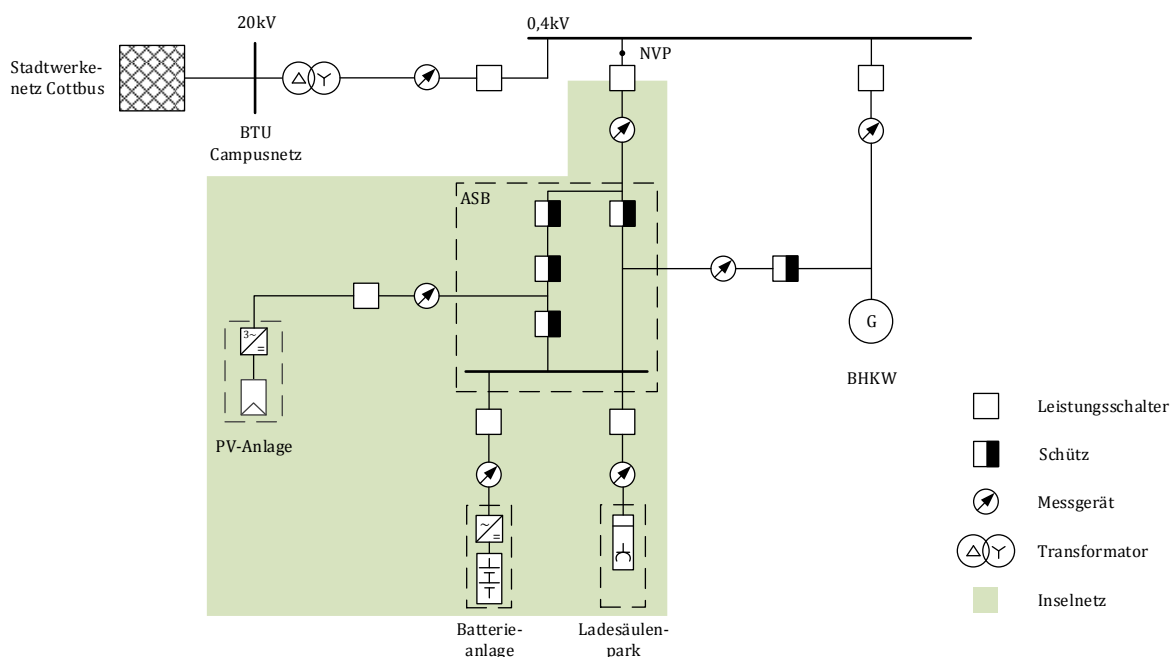 20kV
0,4kV
NVP
Stadtwerke-
netz Cottbus
BTU
Campusnetz
ASB
3~
=
PV-Anlage
G
BHKW
~
=
Batterie-
anlage
Ladesäulen-
park
Leistungsschalter
Schütz
Messgerät
Transformator
Inselnetz